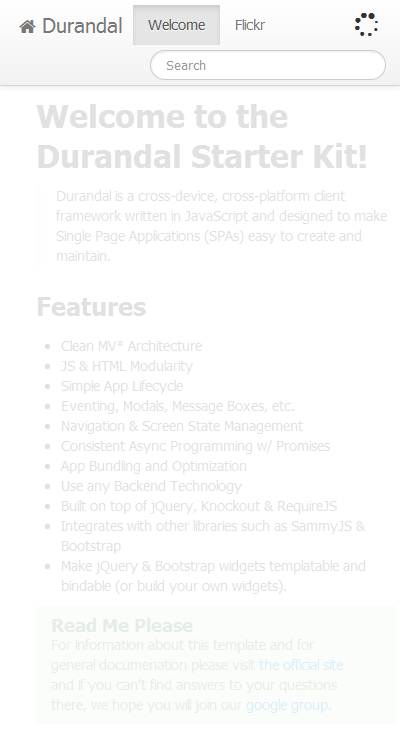 Durandal Welcome Flickr
Search
Welcome to the
Durandal Starter Kit!
Durandal is a cross-device, cross-platform client
framework written in JavaScript and designed to make
Single Page Applications (SPAs) easy to create and
maintain.
Features
• Clean MV* Architecture
• JS & HTML Modularity
• Simple App Lifecycle
• Eventing, Modals, Message Boxes, etc.
• Navigation & Screen State Management
• Consistent Async Programming w/ Promises
• App Bundling and Optimization
• Use any Backend Technology
• Built on top of jQuery, Knockout & RequireJS
• Integrates with other libraries such as SammyJS &
Bootstrap
• Make jQuery & Bootstrap widgets templatable and
bindable (or build your own widgets).
Read Me Please
For information about this template and for
general documenation please visit the official site
and if you can't find answers to your questions
there, we hope you will join our google group.